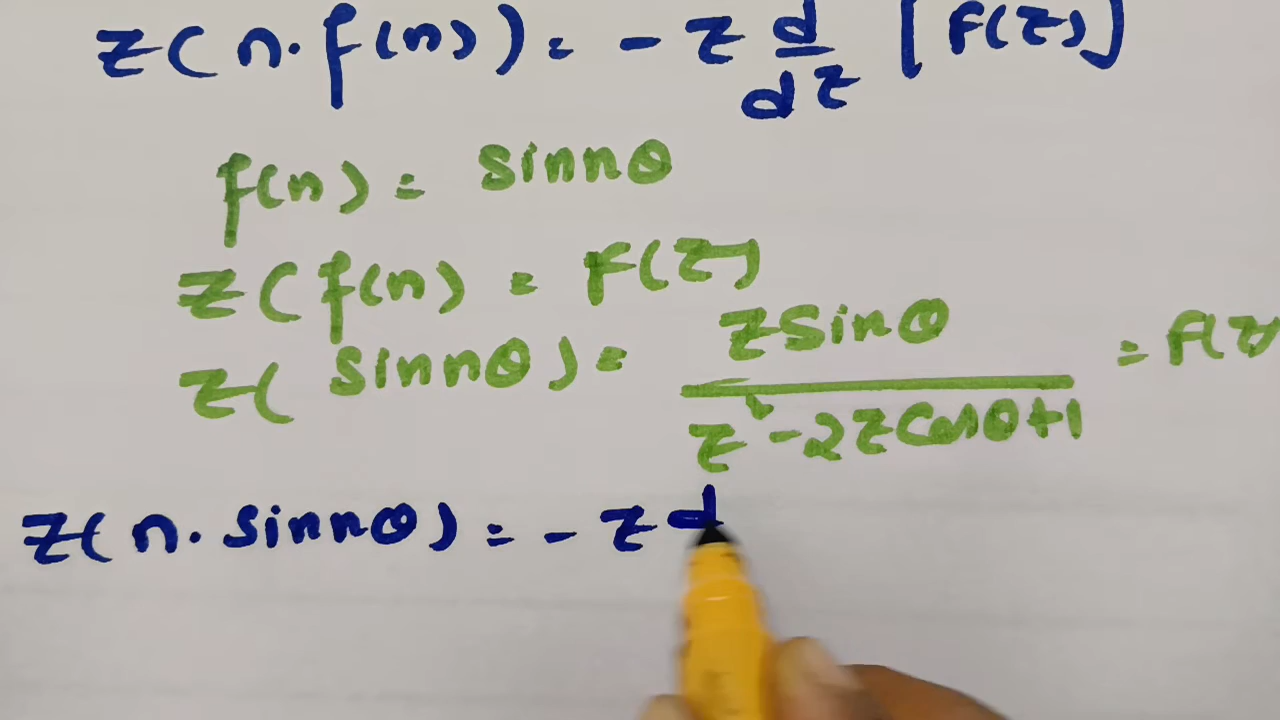 z(n·f(n)) = -z d/dz [F(z)]
f(n) = sinnθ
z(f(n) = F(z)
z(sinnθ) = zsinθ / z²-2zcosθ+1 = F(z)
z(n·sinnθ) = -z d